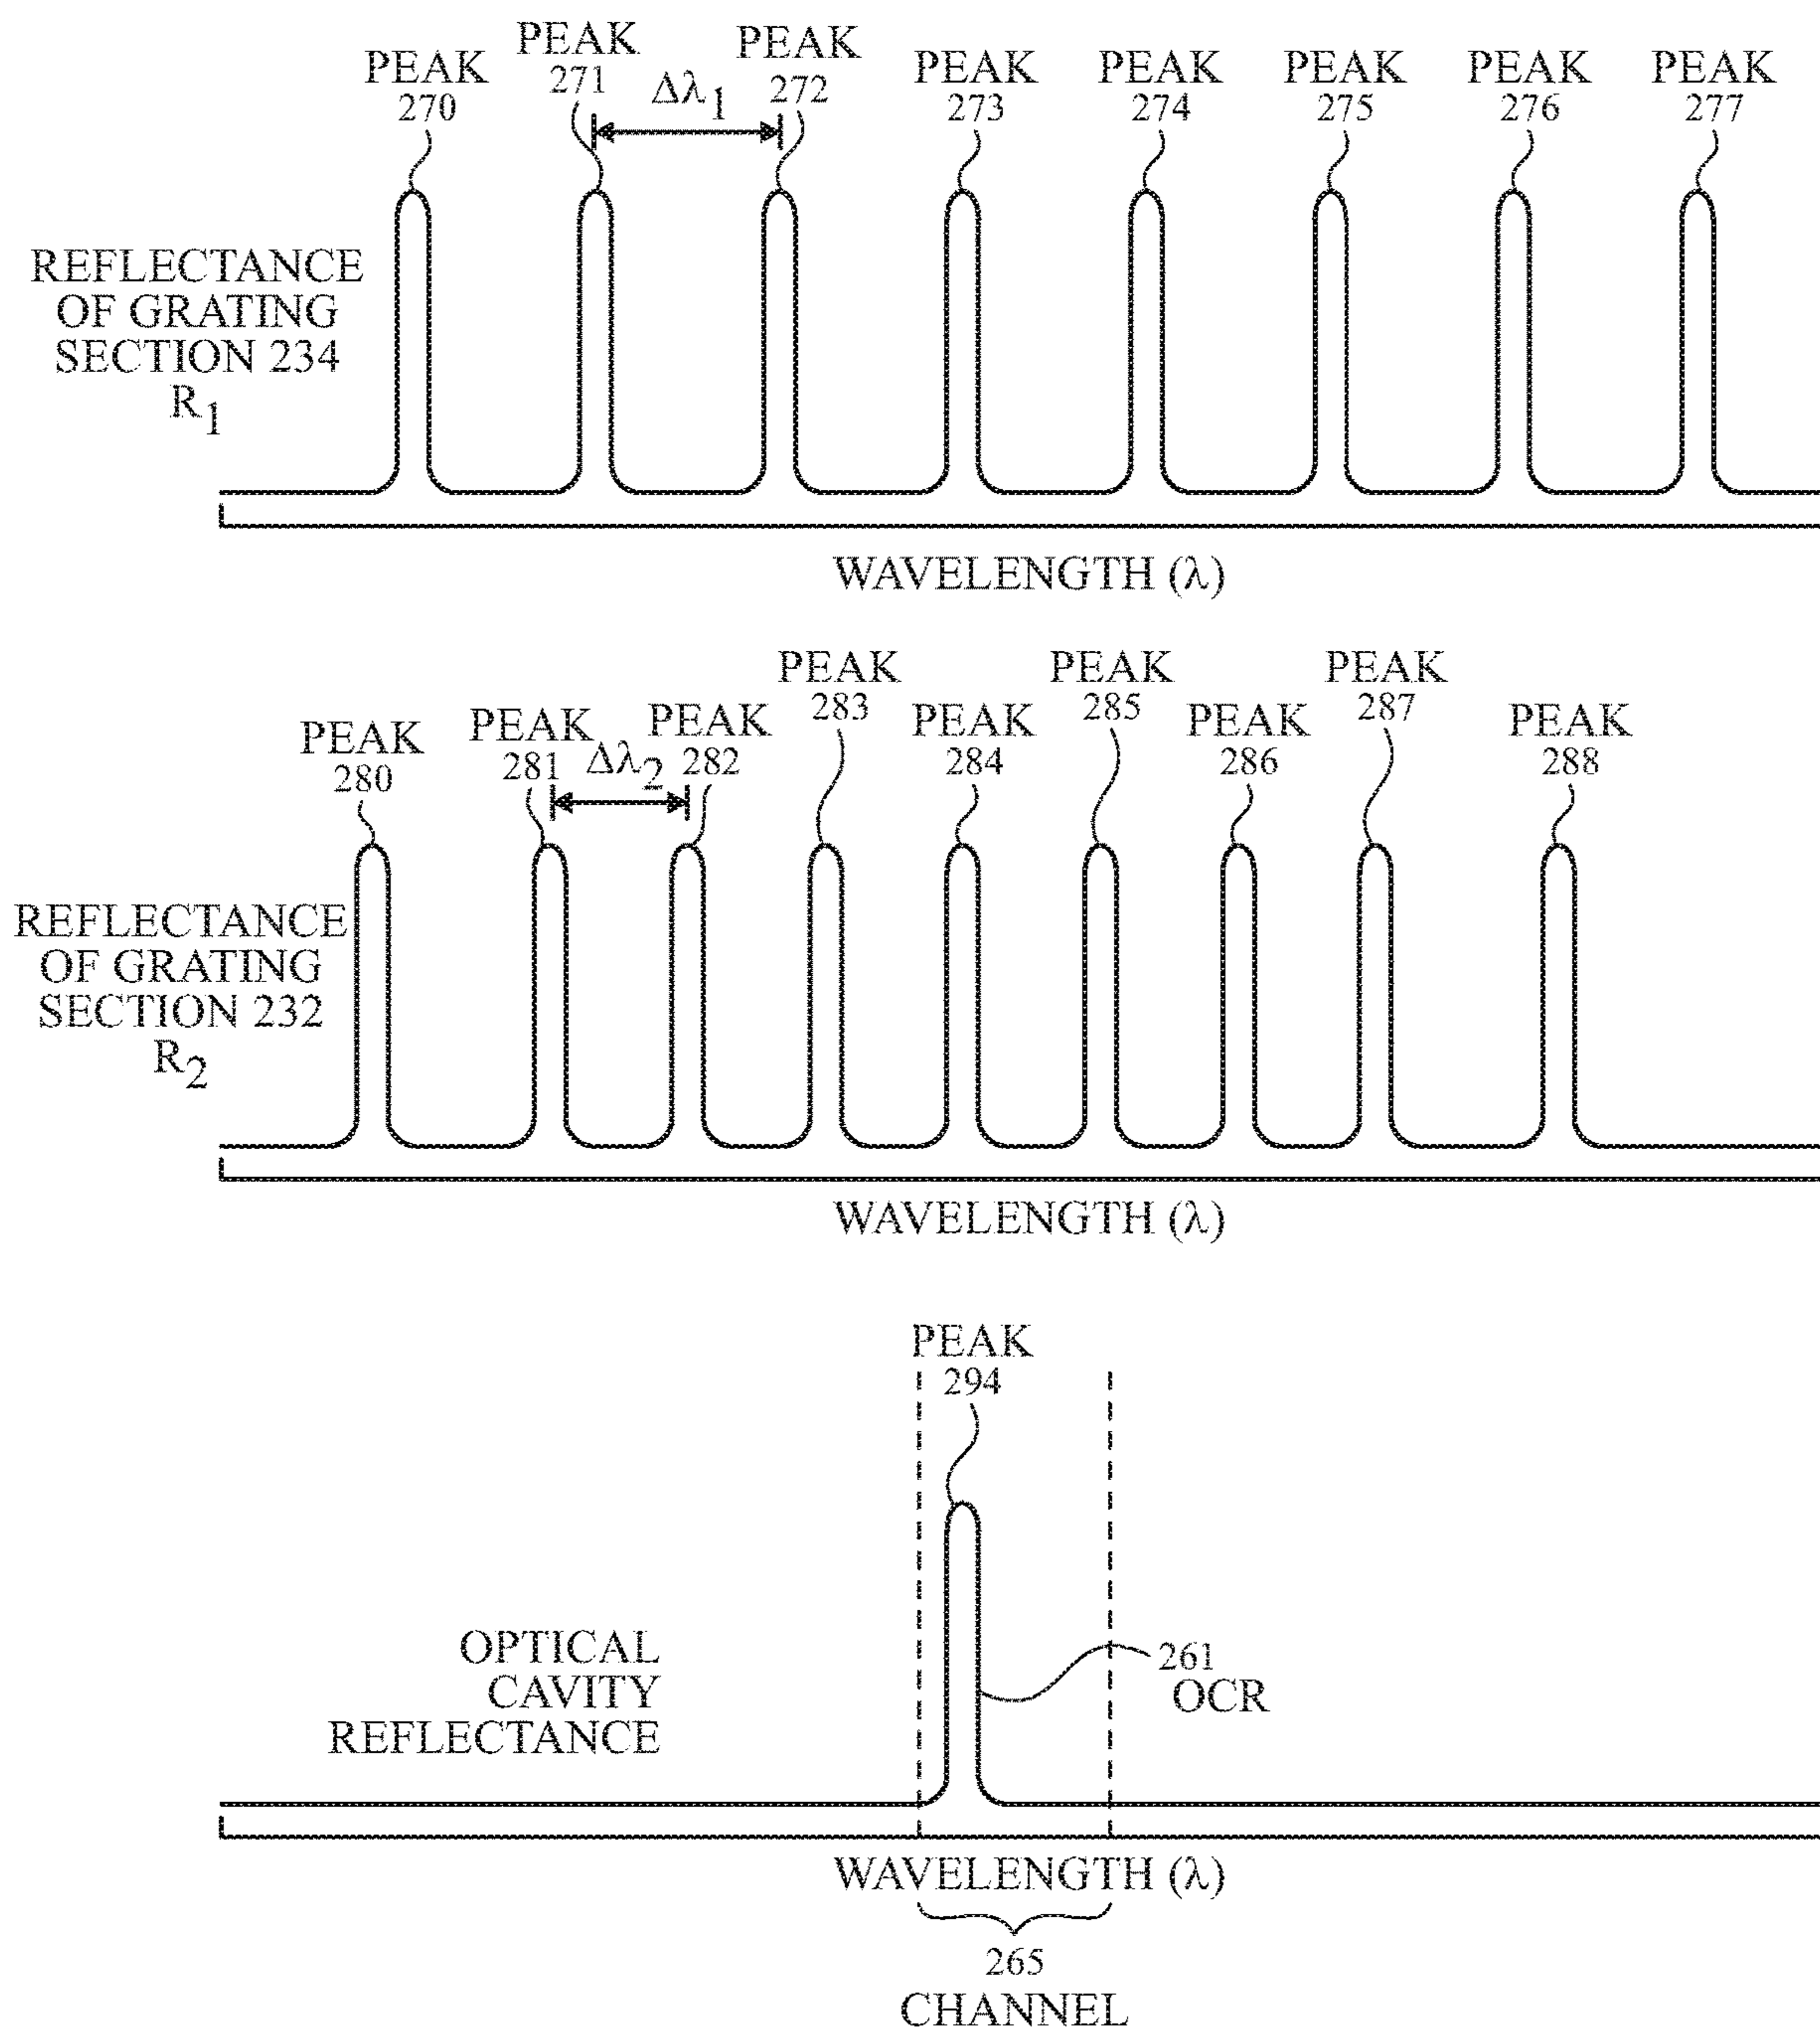 PEAK
270
PEAK
271
Δλ1
PEAK
272
PEAK
273
PEAK
274
PEAK
275
PEAK
276
PEAK
277
REFLECTANCE
OF GRATING
SECTION 234
R1
WAVELENGTH (λ)
PEAK
280
PEAK
281
Δλ2
PEAK
282
PEAK
283
PEAK
284
PEAK
285
PEAK
286
PEAK
287
PEAK
288
REFLECTANCE
OF GRATING
SECTION 232
R2
WAVELENGTH (λ)
PEAK
294
OPTICAL
CAVITY
REFLECTANCE
261
OCR
WAVELENGTH (λ)
265
CHANNEL